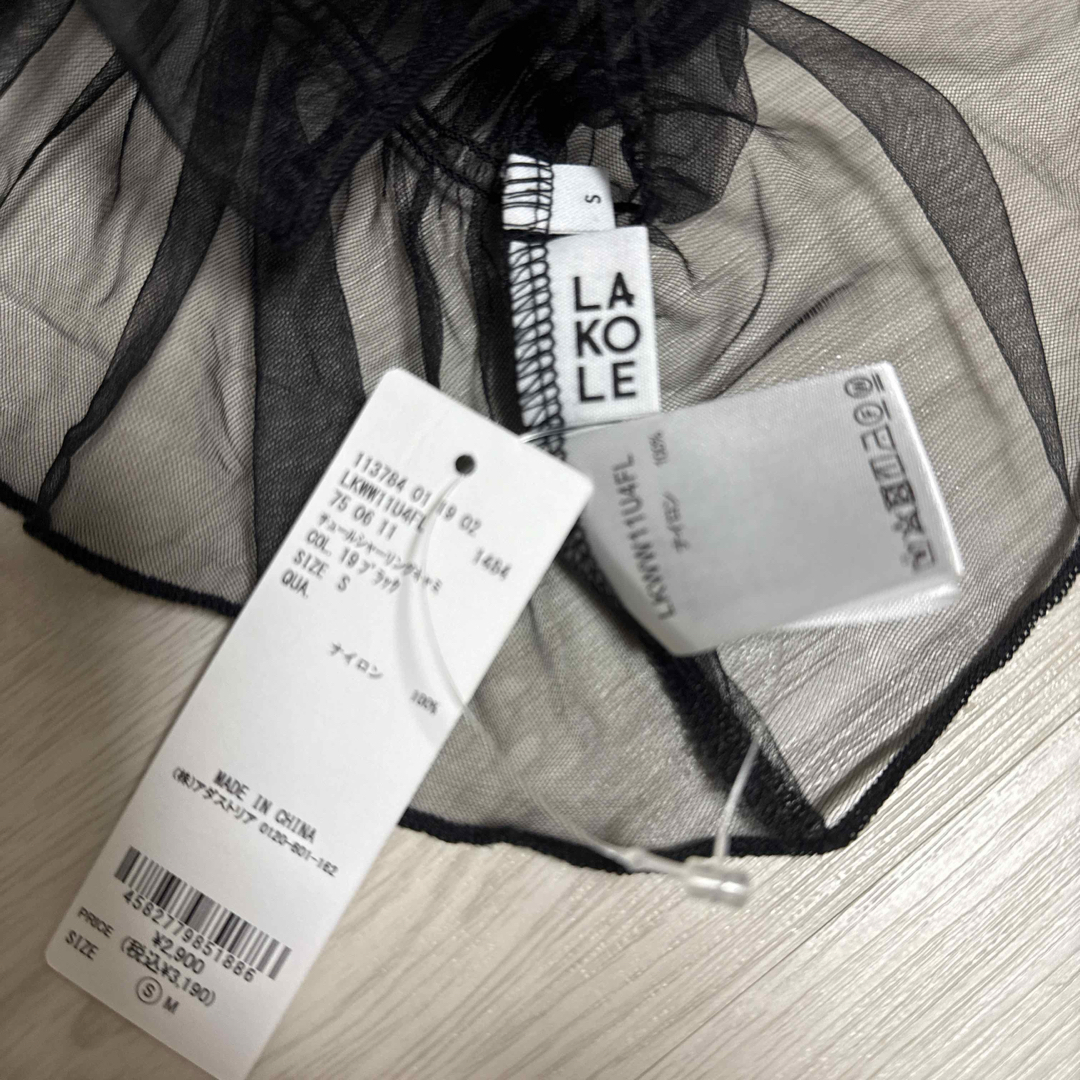 S
LA
KO
LE
LKWW11U4FL
ナイロン 100%
113784 01 19 02
LKWW11U4FL
75 06 11 1484
チュールシャーリングキャミ
COL. 19ブラック
SIZE S
QUA.
ナイロン 100%
MADE IN CHINA
(株)アダストリア 0120-601-162
4582779851886
PRICE ¥2,900
(税込¥3,190)
SIZE S M